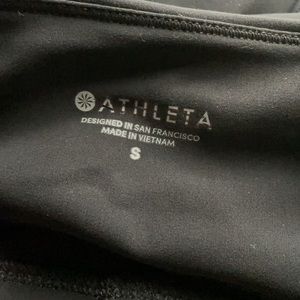 ATHLETA
DESIGNED IN SAN FRANCISCO
MADE IN VIETNAM
S